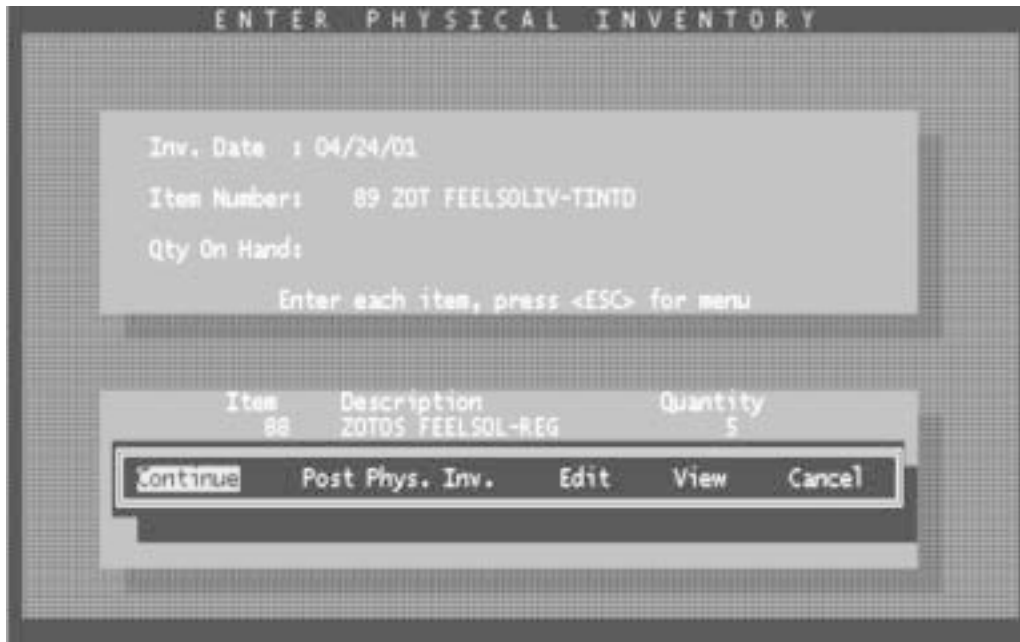 ENTER PHYSICAL INVENTORY
Inv. Date : 04/24/01
Item Number: 89 ZOT FEELSOLIV-TINTD
Qty On Hand:
Enter each item, press <ESC> for menu
Item Description Quantity
88 ZOTOS FEELSOL-REG 5
Continue Post Phys. Inv. Edit View Cancel